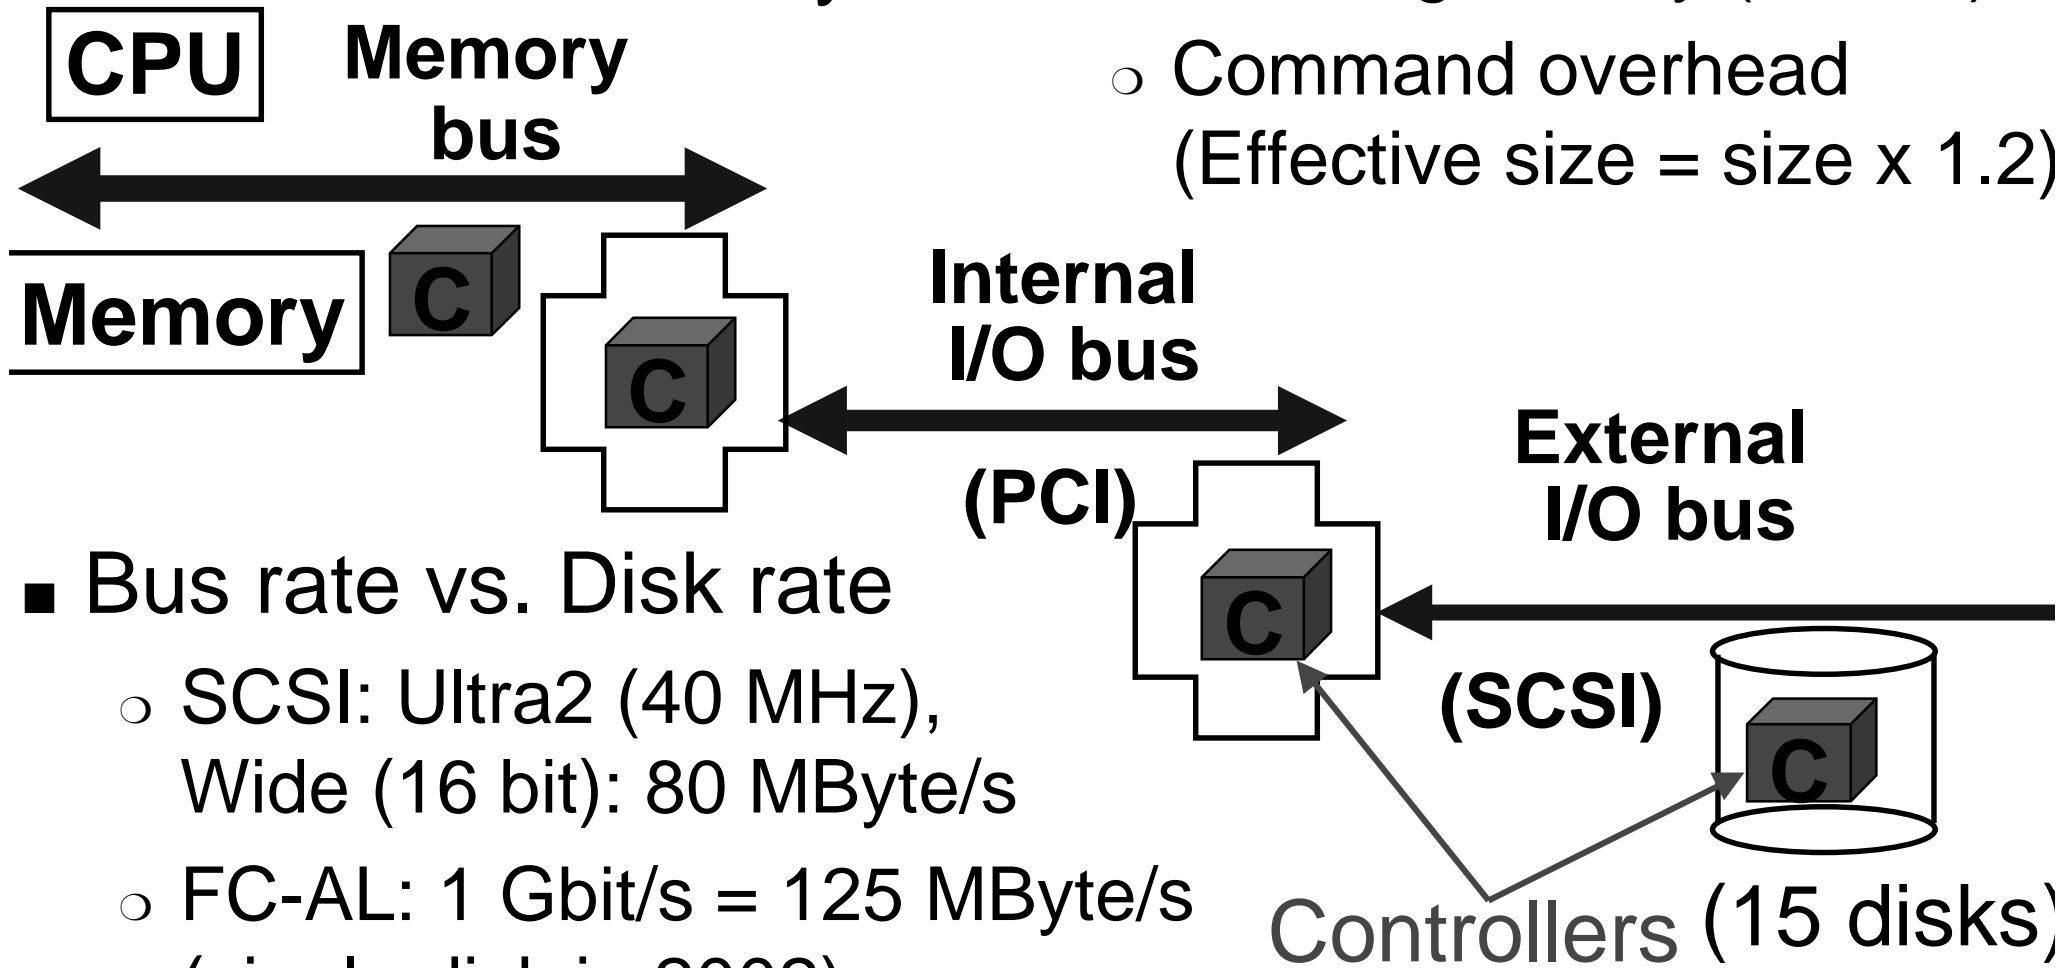 CPU
Memory
bus
❍ Command overhead
(Effective size = size x 1.2)
Memory
C
C
Internal
I/O bus
(PCI)
External
I/O bus
C
(SCSI)
C
■ Bus rate vs. Disk rate
❍ SCSI: Ultra2 (40 MHz),
Wide (16 bit): 80 MByte/s
❍ FC-AL: 1 Gbit/s = 125 MByte/s
Controllers (15 disks)